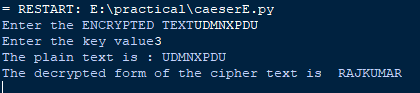 = RESTART: E:\practical\caeserE.py
Enter the ENCRYPTED TEXTUDMNXPDU
Enter the key value3
The plain text is : UDMNXPDU
The decrypted form of the cipher text is  RAJKUMAR